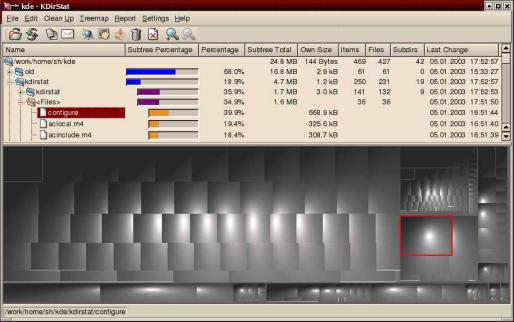 kde - KDirStat
File Edit Clean Up Treemap Report Settings Help
Name Subtree Percentage Percentage Subtree Total Own Size Items Files Subdirs Last Change
/work/home/sh/kde 24.8 MB 144 Bytes 469 427 42 05.01.2003 17:52:57
old 68.0% 16.8 MB 2.9 kB 61 61 0 05.01.2003 15:33:27
kdirstat 18.9% 4.7 MB 1.2 kB 250 231 19 05.01.2003 17:52:57
kdirstat 35.9% 1.7 MB 3.0 kB 141 132 9 05.01.2003 17:52:53
<Files> 34.9% 1.6 MB 36 36 05.01.2003 17:51:50
configure 39.9% 668.9 kB 05.01.2003 16:51:44
aclocal.m4 19.4% 325.6 kB 05.01.2003 16:51:40
acinclude.m4 18.4% 308.7 kB 05.01.2003 16:51:39
/work/home/sh/kde/kdirstat/configure